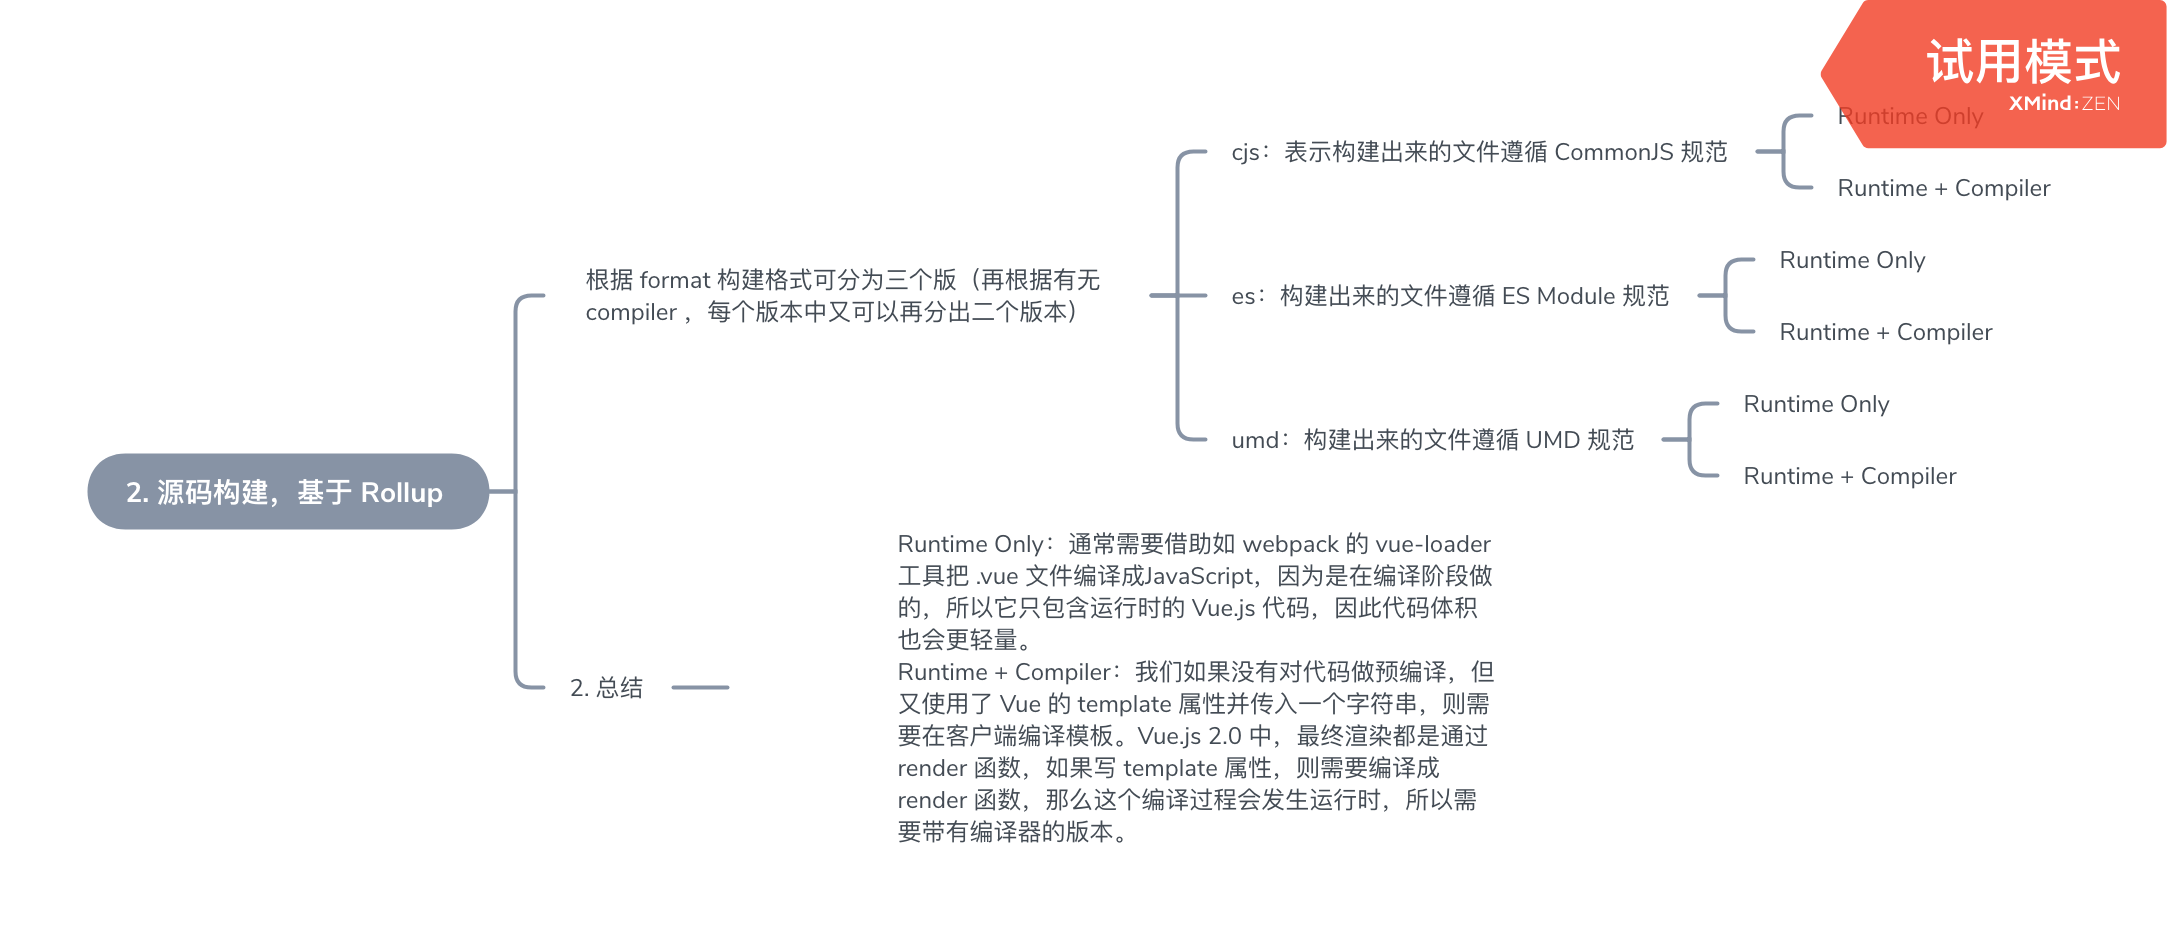 试用模式
XMind:ZEN
Runtime Only
cjs：表示构建出来的文件遵循 CommonJS 规范
Runtime + Compiler
Runtime Only
根据 format 构建格式可分为三个版（再根据有无
compiler ，每个版本中又可以再分出二个版本）
es：构建出来的文件遵循 ES Module 规范
Runtime + Compiler
Runtime Only
umd：构建出来的文件遵循 UMD 规范
Runtime + Compiler
2. 源码构建，基于 Rollup
Runtime Only：通常需要借助如 webpack 的 vue-loader
工具把 .vue 文件编译成JavaScript，因为是在编译阶段做
的，所以它只包含运行时的 Vue.js 代码，因此代码体积
也会更轻量。
Runtime + Compiler：我们如果没有对代码做预编译，但
又使用了 Vue 的 template 属性并传入一个字符串，则需
要在客户端编译模板。Vue.js 2.0 中，最终渲染都是通过
render 函数，如果写 template 属性，则需要编译成
render 函数，那么这个编译过程会发生运行时，所以需
要带有编译器的版本。
2. 总结